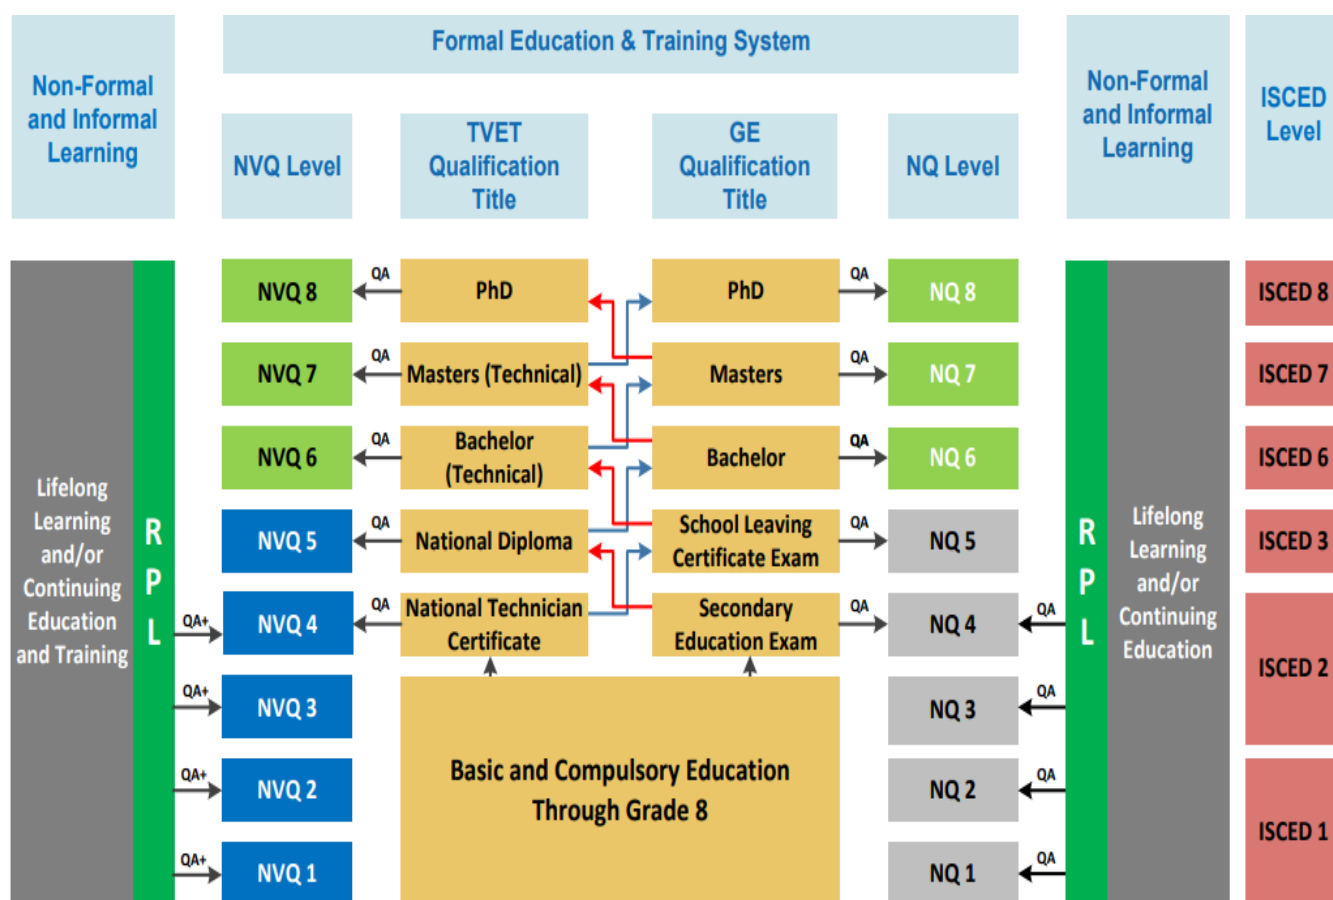 Formal Education & Training System
Non-Formal
and Informal
Learning
NVQ Level
TVET
Qualification
Title
GE
Qualification
Title
NQ Level
Non-Formal
and Informal
Learning
ISCED
Level
NVQ 8
QA
PhD
PhD
QA
NQ 8
ISCED 8
NVQ 7
QA
Masters (Technical)
Masters
QA
NQ 7
ISCED 7
NVQ 6
QA
Bachelor
(Technical)
Bachelor
QA
NQ 6
ISCED 6
Lifelong
Learning
and/or
Continuing
Education
and Training
R
P
L
NVQ 5
QA
National Diploma
School Leaving
Certificate Exam
QA
NQ 5
R
P
L
Lifelong
Learning
and/or
Continuing
Education
ISCED 3
QA+
NVQ 4
QA
National Technician
Certificate
Secondary
Education Exam
QA
NQ 4
QA
ISCED 2
QA+
NVQ 3
NQ 3
QA
QA+
NVQ 2
Basic and Compulsory Education
Through Grade 8
NQ 2
QA
ISCED 1
QA+
NVQ 1
NQ 1
QA